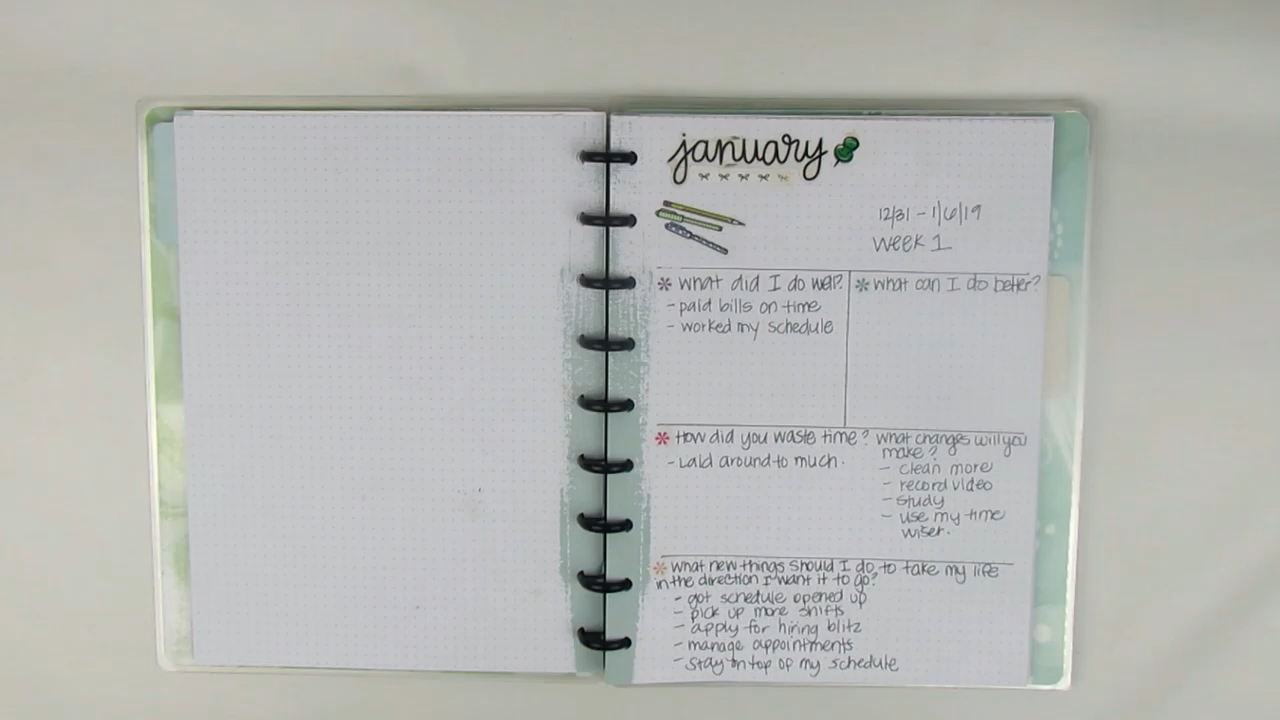 january
12/31 - 1/6/19
Week 1
* what did I do well?
- paid bills on time
- worked my schedule
* what can I do better?
* How did you waste time?
- Laid around to much.
what changes will you
make?
- clean more
- record video
- study
- use my time
wiser.
* what new things should I do to take my life
in the direction I want it to go?
- got schedule opened up
- pick up more shifts
- apply for hiring blitz
- manage appointments
- stay on top of my schedule